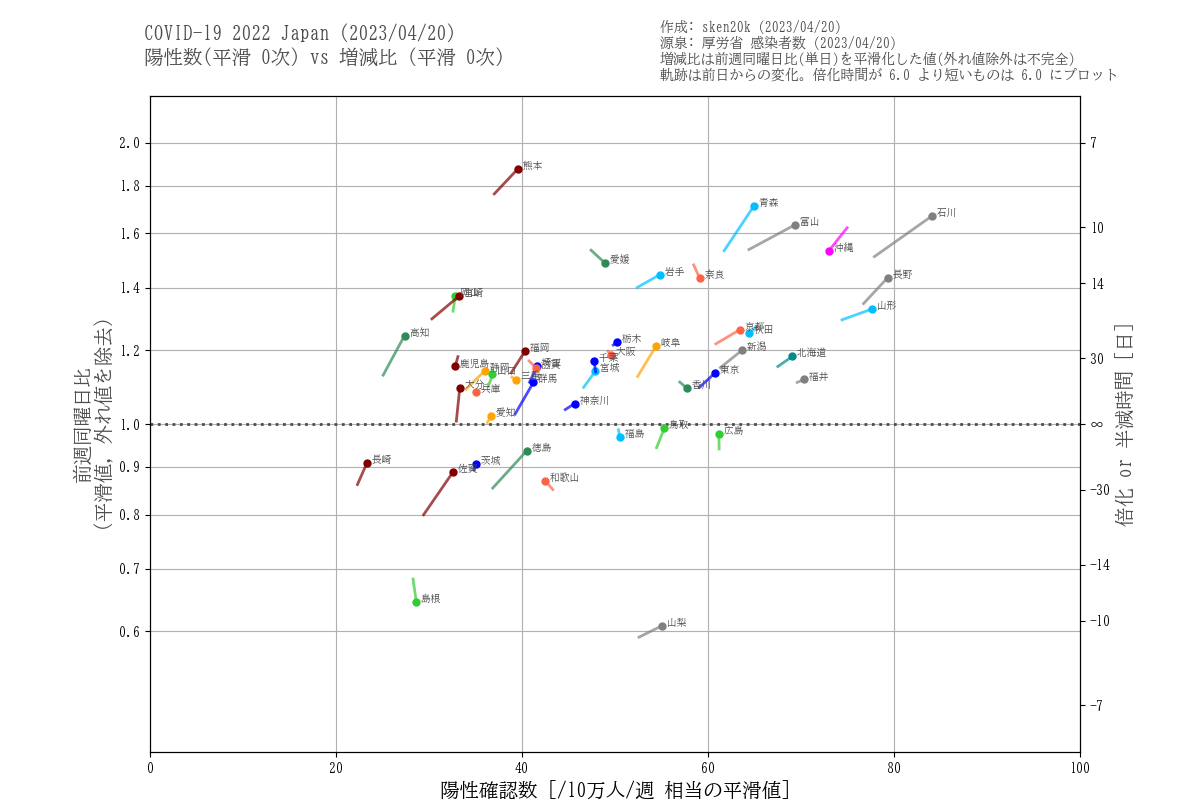 COVID-19 2022 Japan (2023/04/20)
陽性数(平滑 0次) vs 増減比 (平滑 0次)
作成: sken20k (2023/04/20)
源泉: 厚労省 感染者数 (2023/04/20)
増減比は前週同曜日比(単日)を平滑化した値(外れ値除外は不完全)
軌跡は前日からの変化。倍化時間が 6.0 より短いものは 6.0 にプロット
2.0
7
熊本
1.8
青森
石川
富山
1.6
10
沖縄
愛媛
岩手
奈良
長野
14
1.4
宮崎
山形
高知
京都
秋田
栃木
岐阜
福岡
大阪
新潟
北海道
1.2
30
千葉
鹿児島
静岡
滋賀
宮城
山口
東京
三重
群馬
福井
大分
兵庫
香川
神奈川
愛知
1.0
∞
鳥取
広島
福島
徳島
長崎
茨城
佐賀
0.9
和歌山
-30
0.8
0.7
-14
島根
山梨
-10
0.6
-7
0
20
40
60
80
100
陽性確認数 [/10万人/週 相当の平滑値]
前週同曜日比
(平滑値, 外れ値を除去)
倍化 or 半減時間 [日]